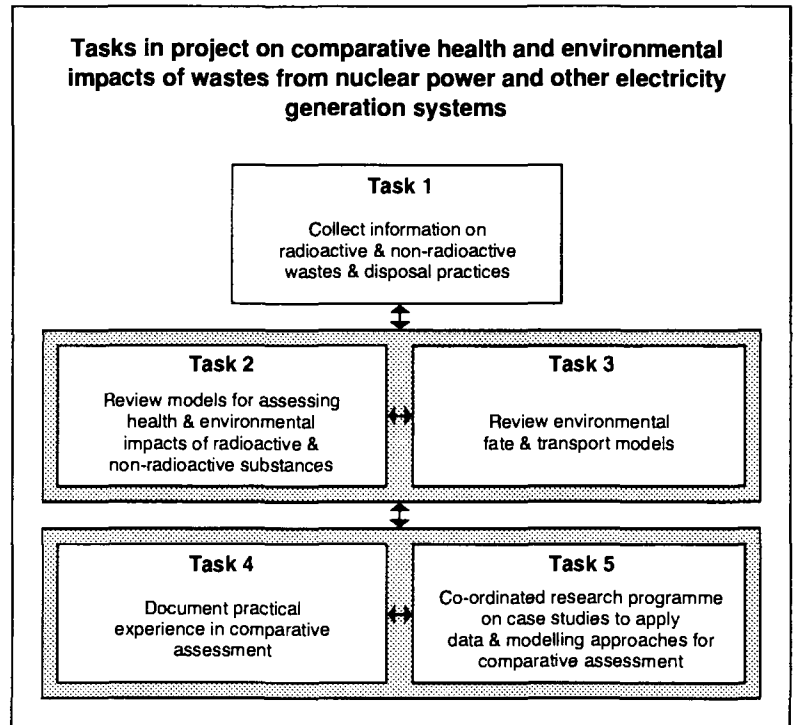 Tasks in project on comparative health and environmental
impacts of wastes from nuclear power and other electricity
generation systems
Task 1
Collect information on
radioactive & non-radioactive
wastes & disposal practices
Task 2
Review models for assessing
health & environmental
impacts of radioactive &
non-radioactive substances
Task 3
Review environmental
fate & transport models
Task 4
Document practical
experience in comparative
assessment
Task 5
Co-ordinated research programme
on case studies to apply
data & modelling approaches for
comparative assessment